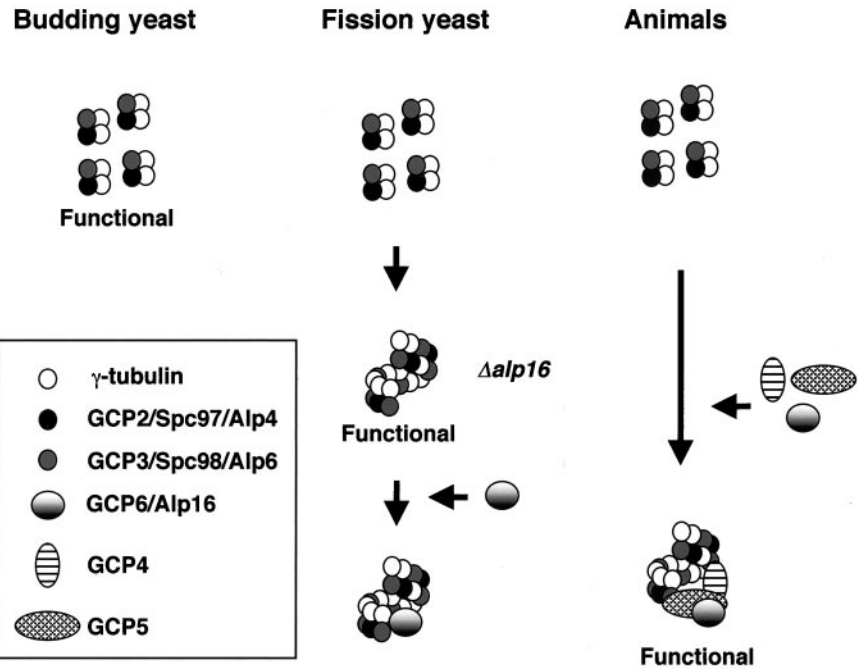 Budding yeast
Fission yeast
Animals
Functional
Δalp16
Functional
Functional
γ-tubulin
GCP2/Spc97/Alp4
GCP3/Spc98/Alp6
GCP6/Alp16
GCP4
GCP5